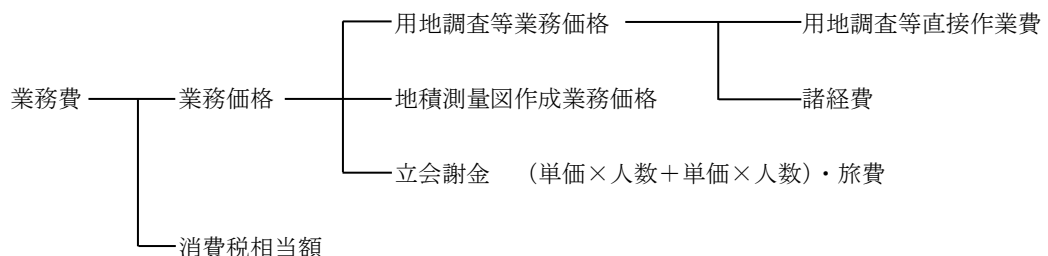 用地調査等業務価格 用地調査等直接作業費
業務費 業務価格 地積測量図作成業務価格 諸経費
立会謝金 (単価×人数+単価×人数)・旅費
消費税相当額